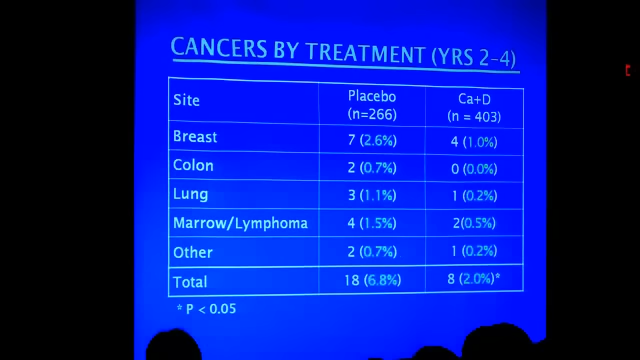 CANCERS BY TREATMENT (YRS 2-4)
Site Placebo (n=266) Ca+D (n = 403)
Breast 7 (2.6%) 4 (1.0%)
Colon 2 (0.7%) 0 (0.0%)
Lung 3 (1.1%) 1 (0.2%)
Marrow/Lymphoma 4 (1.5%) 2(0.5%)
Other 2 (0.7%) 1 (0.2%)
Total 18 (6.8%) 8 (2.0%)*
* P < 0.05